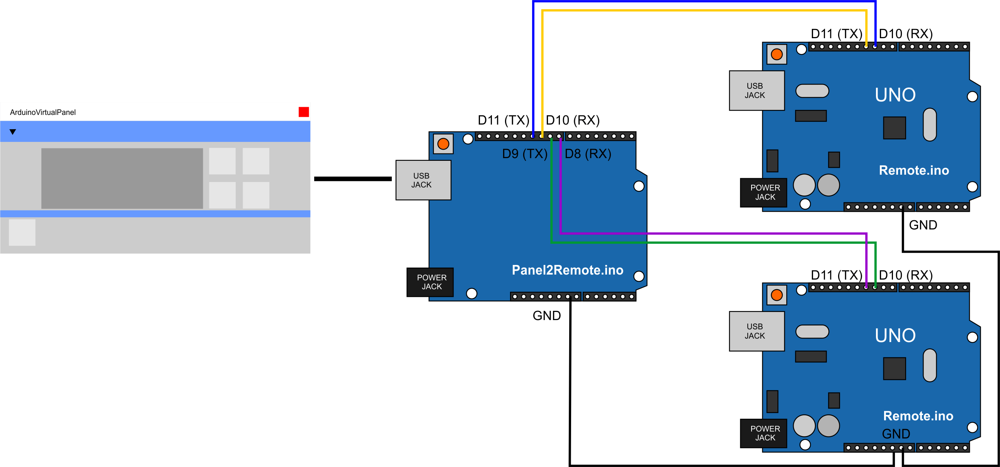 ArduinoVirtualPanel
D11 (TX)
D10 (RX)
D9 (TX)
D8 (RX)
USB
JACK
Panel2Remote.ino
POWER
JACK
GND
D11 (TX)
D10 (RX)
USB
JACK
UNO
Remote.ino
POWER
JACK
GND
D11 (TX)
D10 (RX)
USB
JACK
UNO
Remote.ino
POWER
JACK
GND